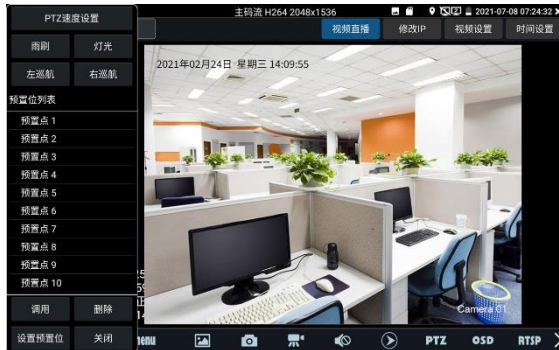 PTZ速度设置
主码流 H264 2048x1536
2021-07-08 07:24:32
雨刷
灯光
视频直播
修改IP
视频设置
时间设置
左巡航
右巡航
2021年02月24日 星期三 14:09:55
预置位列表
预置点 1
预置点 2
预置点 3
预置点 4
预置点 5
预置点 6
预置点 7
预置点 8
预置点 9
预置点 10
调用
删除
Camera 01
设置预置位
关闭
menu
PTZ
OSD
RTSP